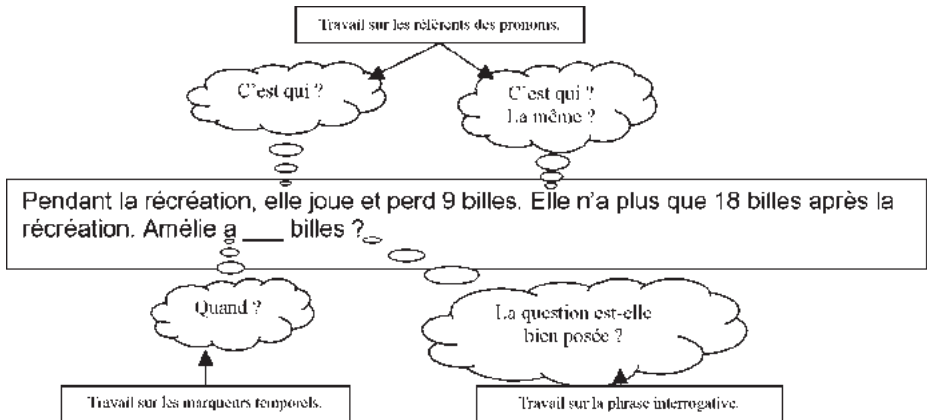 Travail sur les référents des pronoms.
C'est qui ?
C'est qui ?
La même ?
Pendant la récréation, elle joue et perd 9 billes. Elle n'a plus que 18 billes après la
récréation. Amélie a ___ billes ?
Quand ?
La question est-elle
bien posée ?
Travail sur les marqueurs temporels.
Travail sur la phrase interrogative.